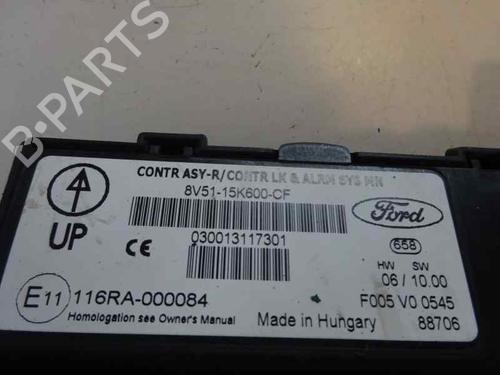 CONTR ASY-R/CONTR LK & ALRM SYS MN
8V51-15K600-CF
Ford
UP
CE
030013117301
658
HW SW
06 / 10.00
E11 116RA-000084
F005 V0 0545
Homologation see Owner's Manual
Made in Hungary
88706
B-PARTS